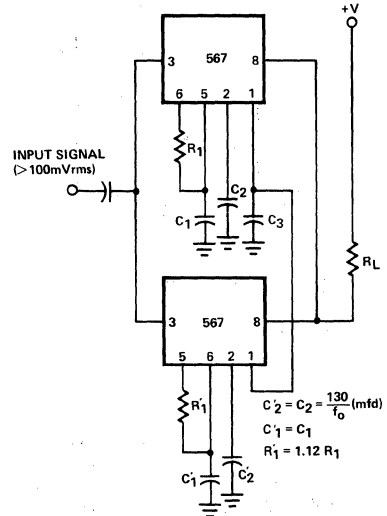 +V
3 567 8
6 5 2 1
R1
INPUT SIGNAL
(>100mVrms)
C2
C1
C3
RL
3 567 8
5 6 2 1
R'1
C'2 = C2 = 130/fo (mfd)
C'1 = C1
R'1 = 1.12 R1
C'1
C'2